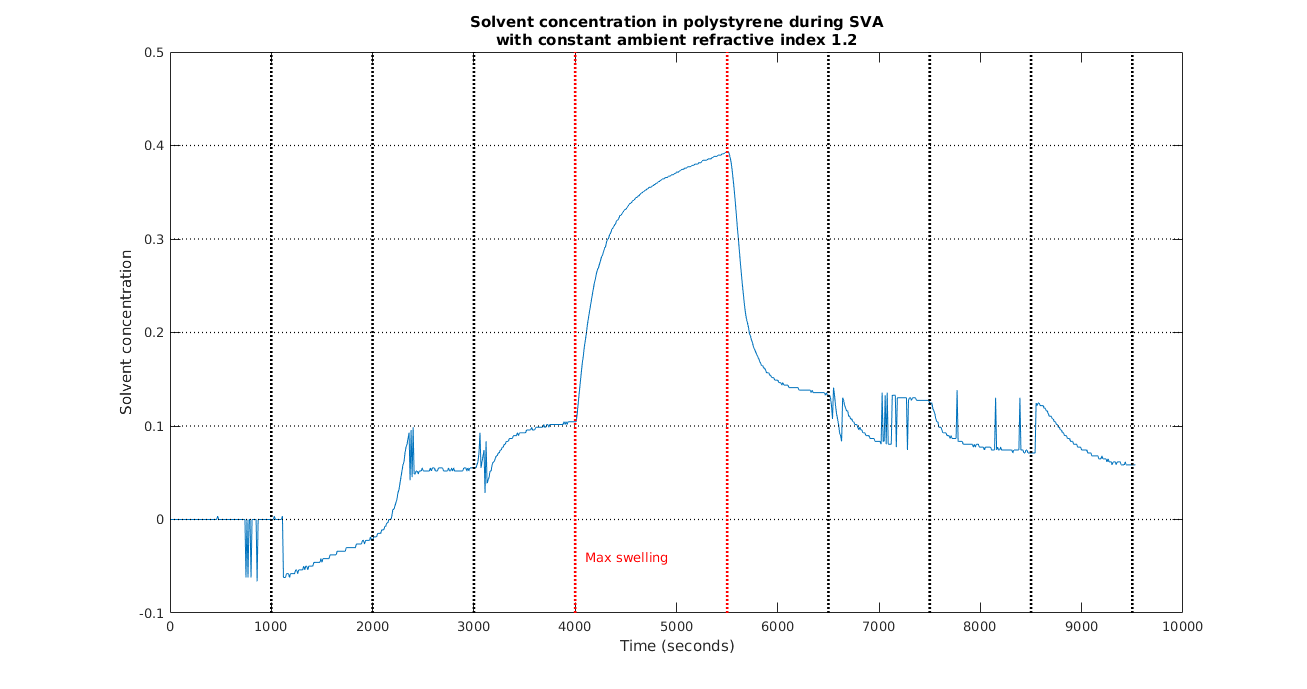 Solvent concentration in polystyrene during SVA
with constant ambient refractive index 1.2
0.5
0.4
0.3
0.2
0.1
0
-0.1
Solvent concentration
Max swelling
0 1000 2000 3000 4000 5000 6000 7000 8000 9000 10000
Time (seconds)